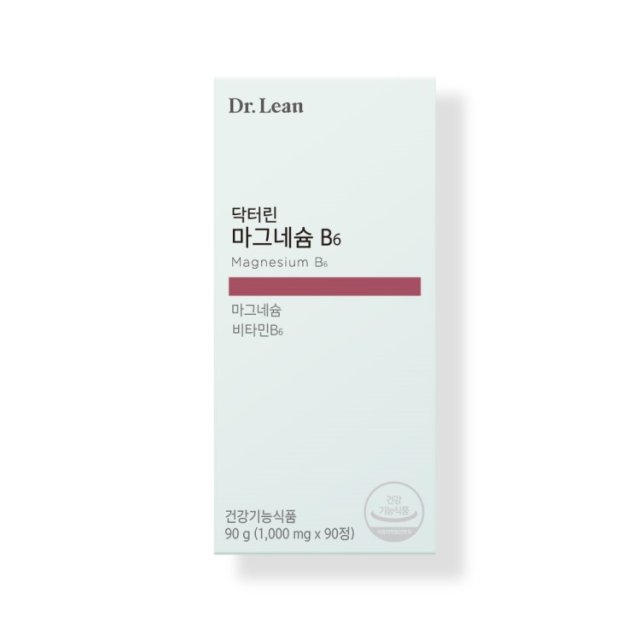 Dr. Lean
닥터린
마그네슘 B6
Magnesium B6
마그네슘
비타민B6
건강
기능식품
건강기능식품
90 g (1,000 mg x 90정)